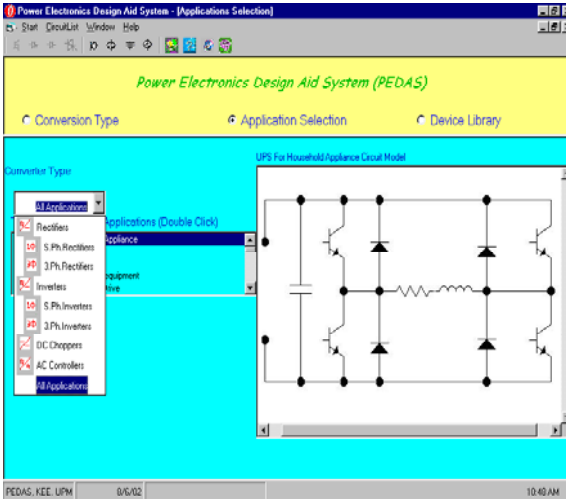 Power Electronics Design Aid System - [Applications Selection]
Start CircuitList Window Help
Power Electronics Design Aid System (PEDAS)
Conversion Type Application Selection Device Library
Converter Type
UPS For Household Appliance Circuit Model
All Applications
Applications (Double Click)
Appliance
equipment
Drive
Rectifiers
S.Ph.Rectifiers
3.Ph.Rectifiers
Inverters
S.Ph.Inverters
3.Ph.Inverters
DC Choppers
AC Controllers
All Applications
PEDAS, KEE, UPM 8/6/02 10:48 AM